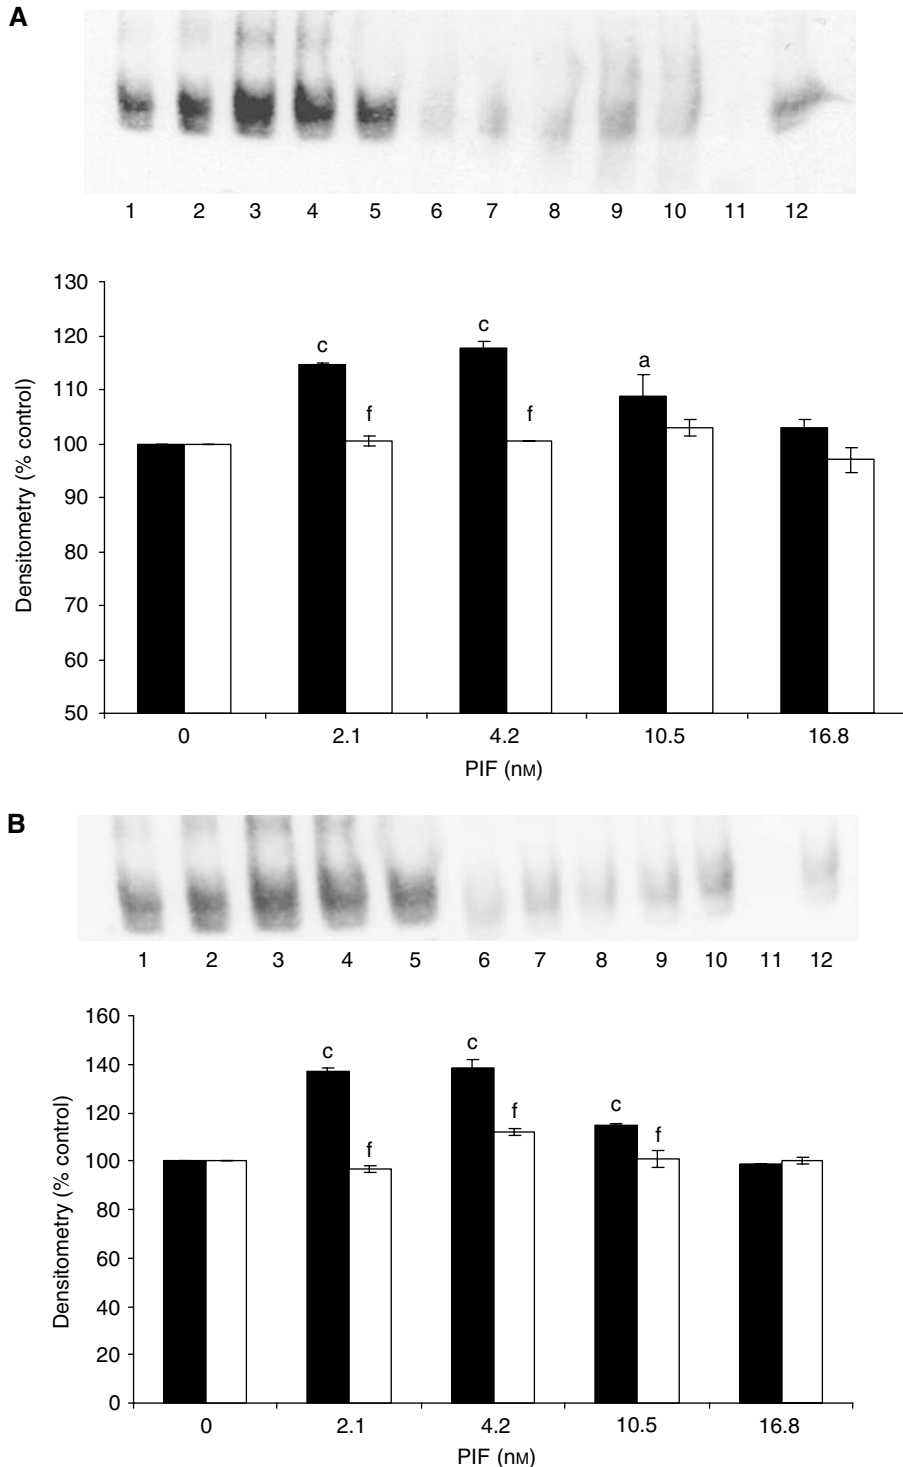 A
1 2 3 4 5 6 7 8 9 10 11 12
130
120
110
100
90
80
70
60
50
Densitometry (% control)
c
f
c
f
a
0 2.1 4.2 10.5 16.8
PIF (nM)
B
1 2 3 4 5 6 7 8 9 10 11 12
160
140
120
100
80
60
40
20
0
Densitometry (% control)
c
f
c
f
c
f
0 2.1 4.2 10.5 16.8
PIF (nM)